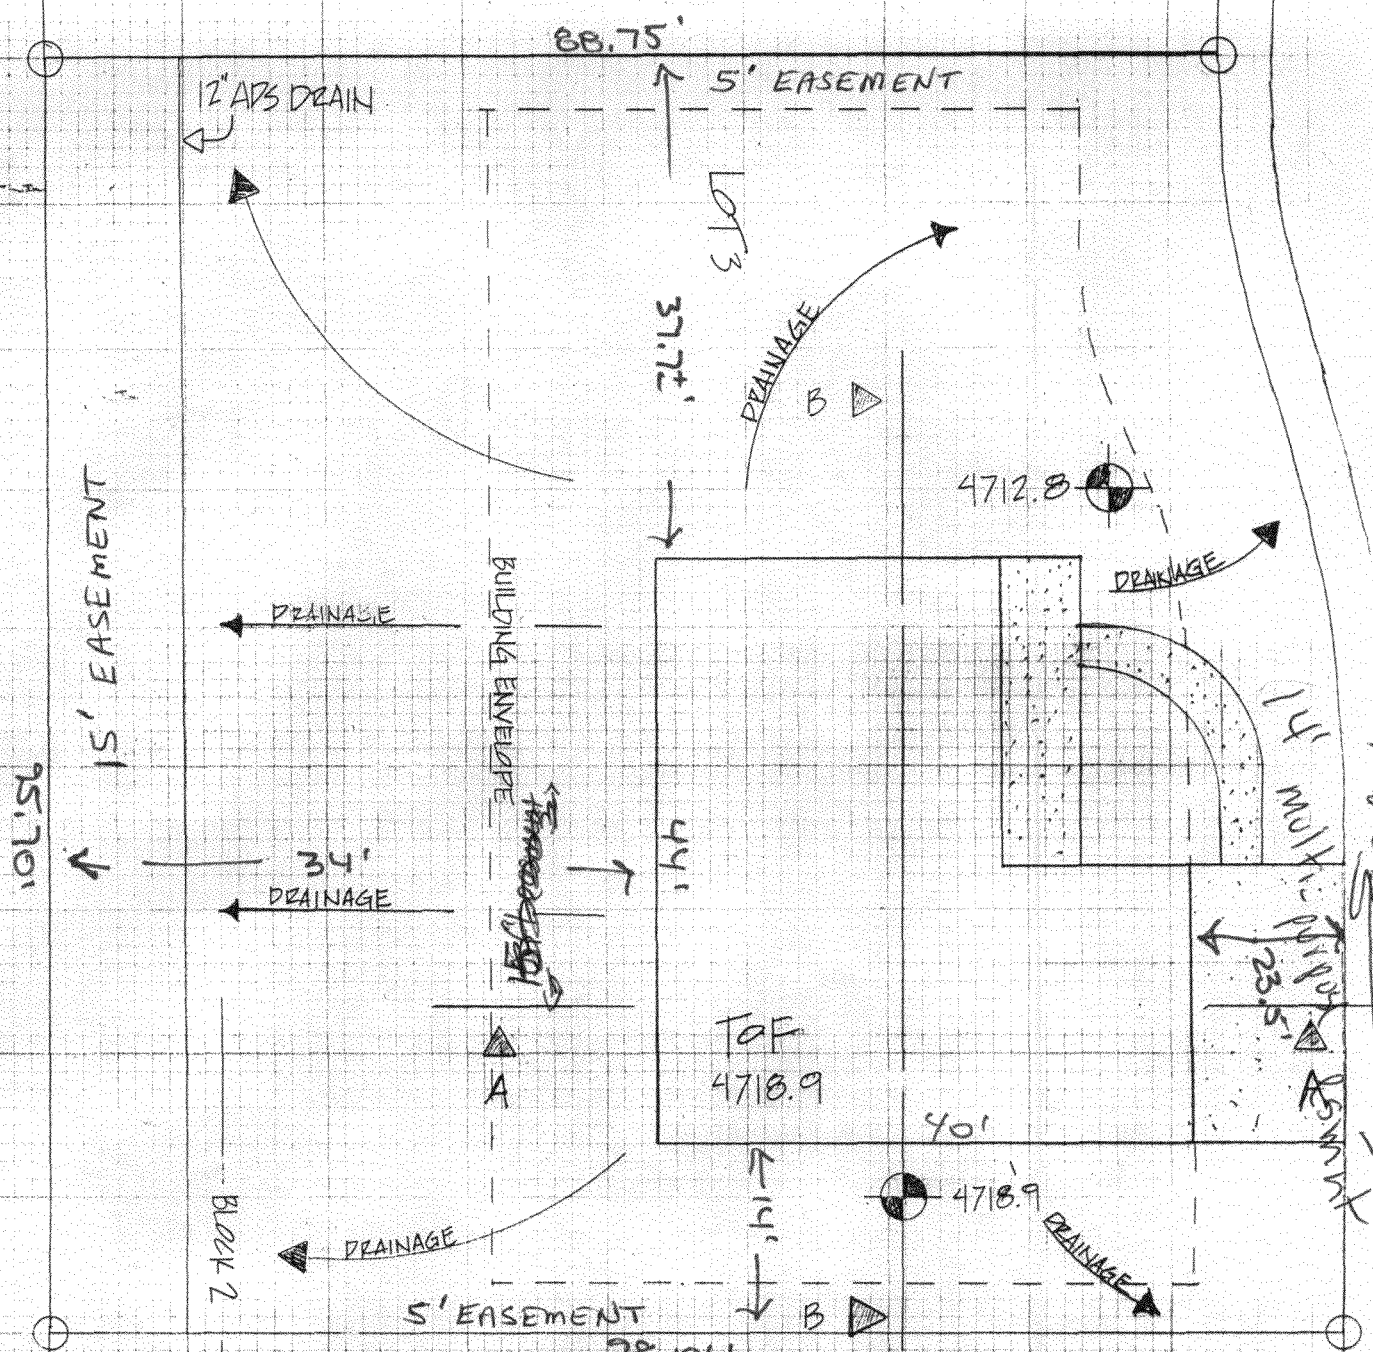 88.75'
5' EASEMENT
12" ADS DRAIN
LOT 3
37.7±'
DRAINAGE
B
4712.8
DRAINAGE
15' EASEMENT
BUILDING ENVELOPE
DRAINAGE
14' multi-purpose
95.70'
34'
44'
DRAINAGE
23.5'
TOF
4718.9
A
A
40'
14'
4718.9
DRAINAGE
DRAINAGE
BLOCK 2
5' EASEMENT
B